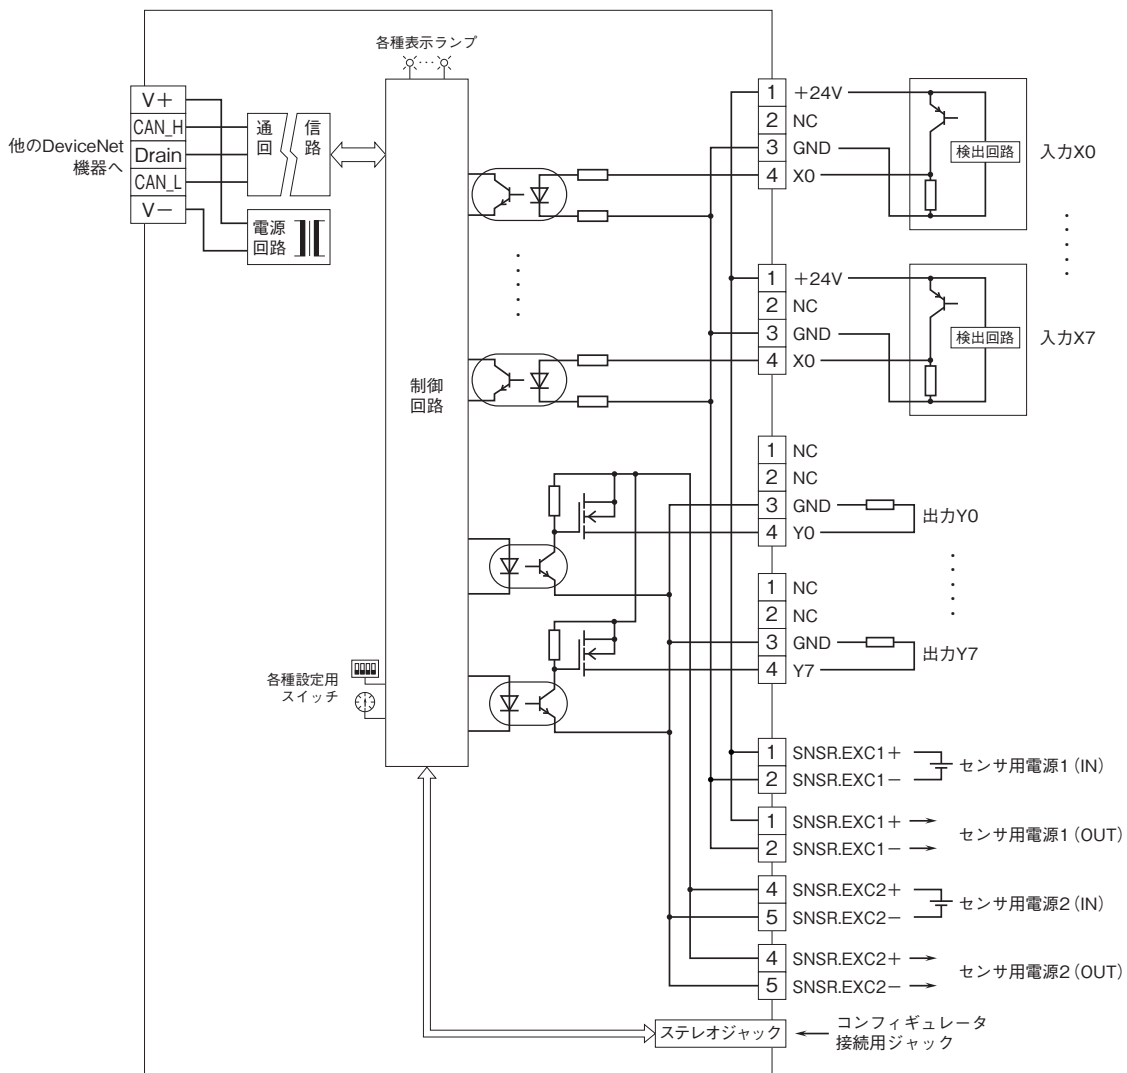 各種表示ランプ
V＋
CAN_H
Drain
CAN_L
V－
他のDeviceNet
機器へ
通信
回路
電源
回路
制御
回路
各種設定用
スイッチ
1 ＋24V
2 NC
3 GND
4 X0
検出回路
入力X0
1 ＋24V
2 NC
3 GND
4 X0
検出回路
入力X7
1 NC
2 NC
3 GND
4 Y0
出力Y0
1 NC
2 NC
3 GND
4 Y7
出力Y7
1 SNSR.EXC1＋
2 SNSR.EXC1－
センサ用電源1（IN）
1 SNSR.EXC1＋
2 SNSR.EXC1－
センサ用電源1（OUT）
4 SNSR.EXC2＋
5 SNSR.EXC2－
センサ用電源2（IN）
4 SNSR.EXC2＋
5 SNSR.EXC2－
センサ用電源2（OUT）
ステレオジャック
コンフィギュレータ
接続用ジャック